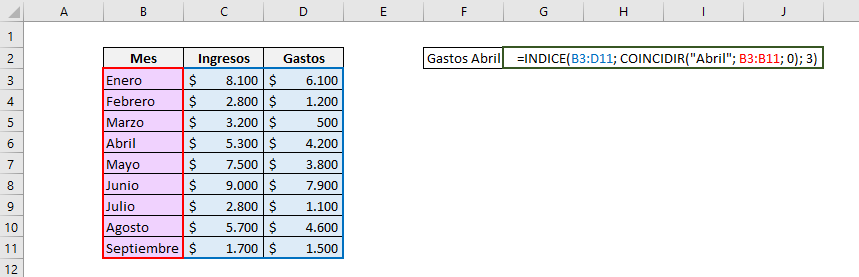 A B C D E F G H I J
1
2 Mes Ingresos Gastos Gastos Abril =INDICE(B3:D11; COINCIDIR("Abril"; B3:B11; 0); 3)
3 Enero $ 8.100 $ 6.100
4 Febrero $ 2.800 $ 1.200
5 Marzo $ 3.200 $ 500
6 Abril $ 5.300 $ 4.200
7 Mayo $ 7.500 $ 3.800
8 Junio $ 9.000 $ 7.900
9 Julio $ 2.800 $ 1.100
10 Agosto $ 5.700 $ 4.600
11 Septiembre $ 1.700 $ 1.500
12